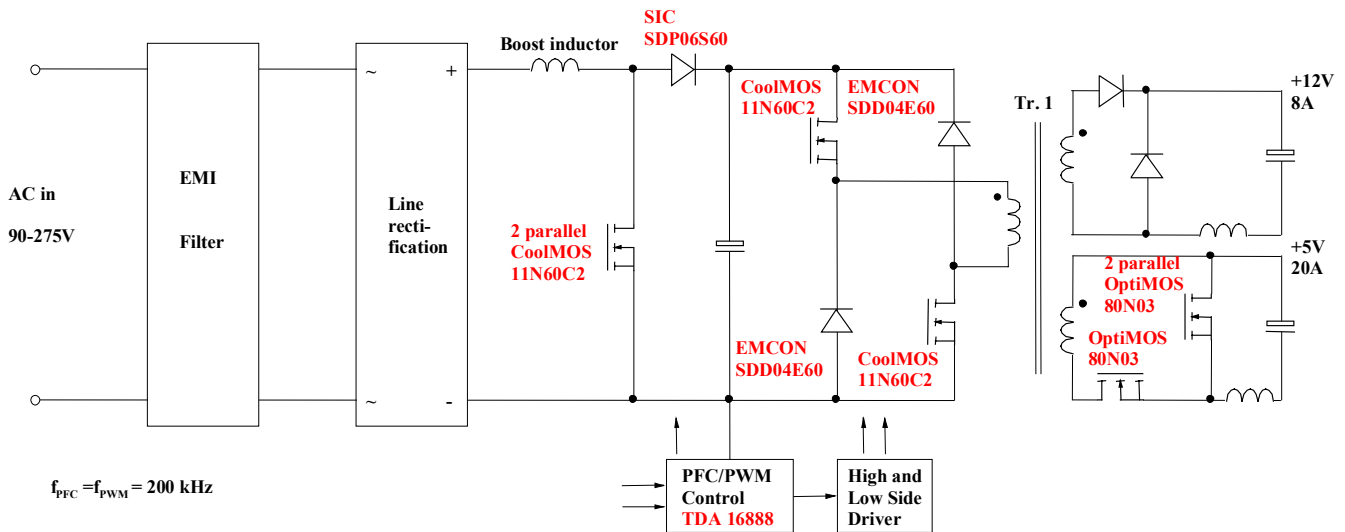 SIC
SDP06S60
Boost inductor
CoolMOS
11N60C2
EMCON
SDD04E60
Tr. 1
+12V
8A
~
+
EMI
Filter
AC in
90-275V
Line
recti-
fication
2 parallel
CoolMOS
11N60C2
+5V
20A
2 parallel
OptiMOS
80N03
OptiMOS
80N03
EMCON
SDD04E60
CoolMOS
11N60C2
~
-
fPFC =fPWM = 200 kHz
PFC/PWM
Control
TDA 16888
High and
Low Side
Driver